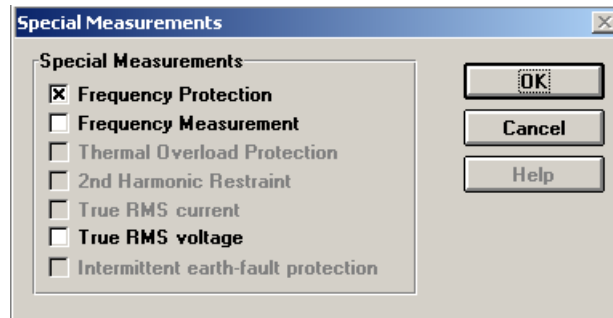 Special Measurements
Special Measurements
Frequency Protection
Frequency Measurement
Thermal Overload Protection
2nd Harmonic Restraint
True RMS current
True RMS voltage
Intermittent earth-fault protection
OK
Cancel
Help